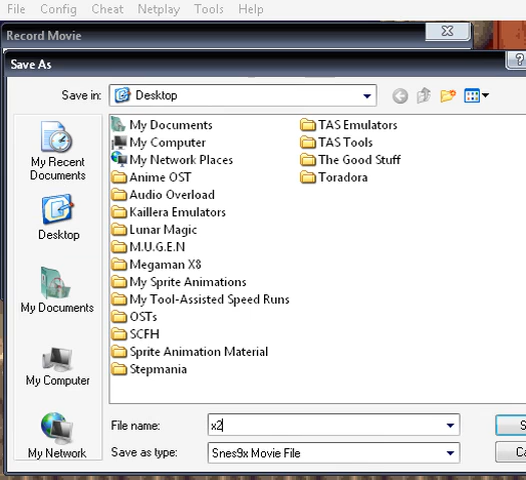 File Config Cheat Netplay Tools Help
Record Movie
Save As
Save in: Desktop
My Recent
Documents
Desktop
My Documents
My Computer
My Network
My Documents
My Computer
My Network Places
Anime OST
Audio Overload
Kaillera Emulators
Lunar Magic
M.U.G.E.N
Megaman X8
My Sprite Animations
My Tool-Assisted Speed Runs
OSTs
SCFH
Sprite Animation Material
Stepmania
TAS Emulators
TAS Tools
The Good Stuff
Toradora
File name: x2
Save as type: Snes9x Movie File